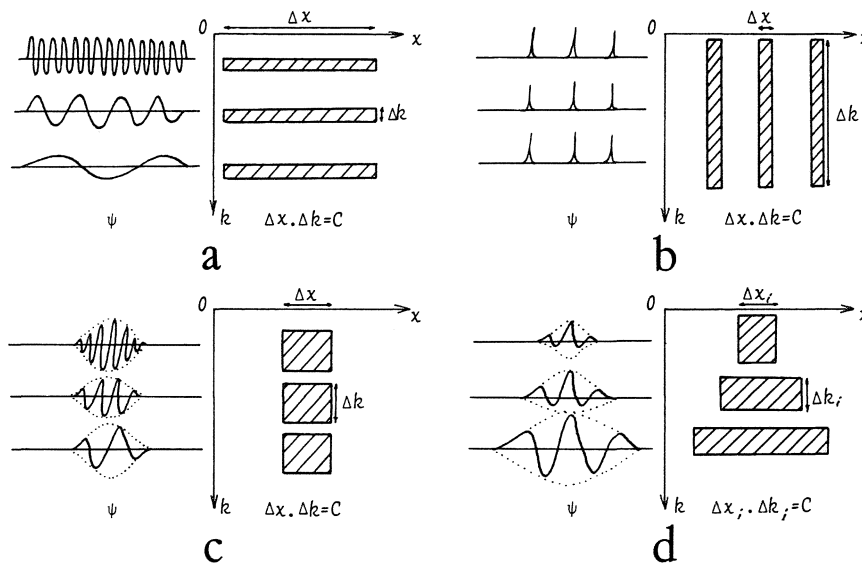 0 Δx x
Δk
ψ k Δx.Δk=C
a
0 Δx x
Δk
ψ k Δx.Δk=C
b
0 Δx x
Δk
ψ k Δx.Δk=C
c
0 Δxi x
Δki
ψ k Δxi.Δki=C
d